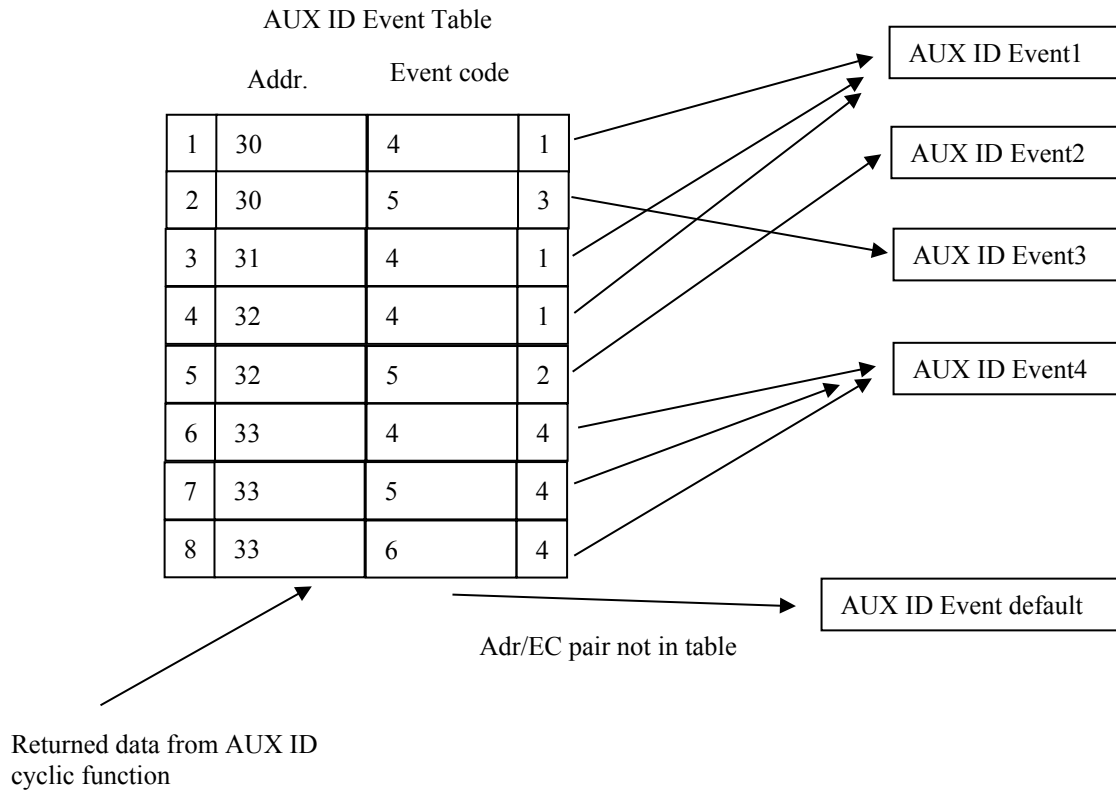 AUX ID Event Table
Addr. Event code
1 30 4 1
2 30 5 3
3 31 4 1
4 32 4 1
5 32 5 2
6 33 4 4
7 33 5 4
8 33 6 4
AUX ID Event1
AUX ID Event2
AUX ID Event3
AUX ID Event4
AUX ID Event default
Adr/EC pair not in table
Returned data from AUX ID
cyclic function